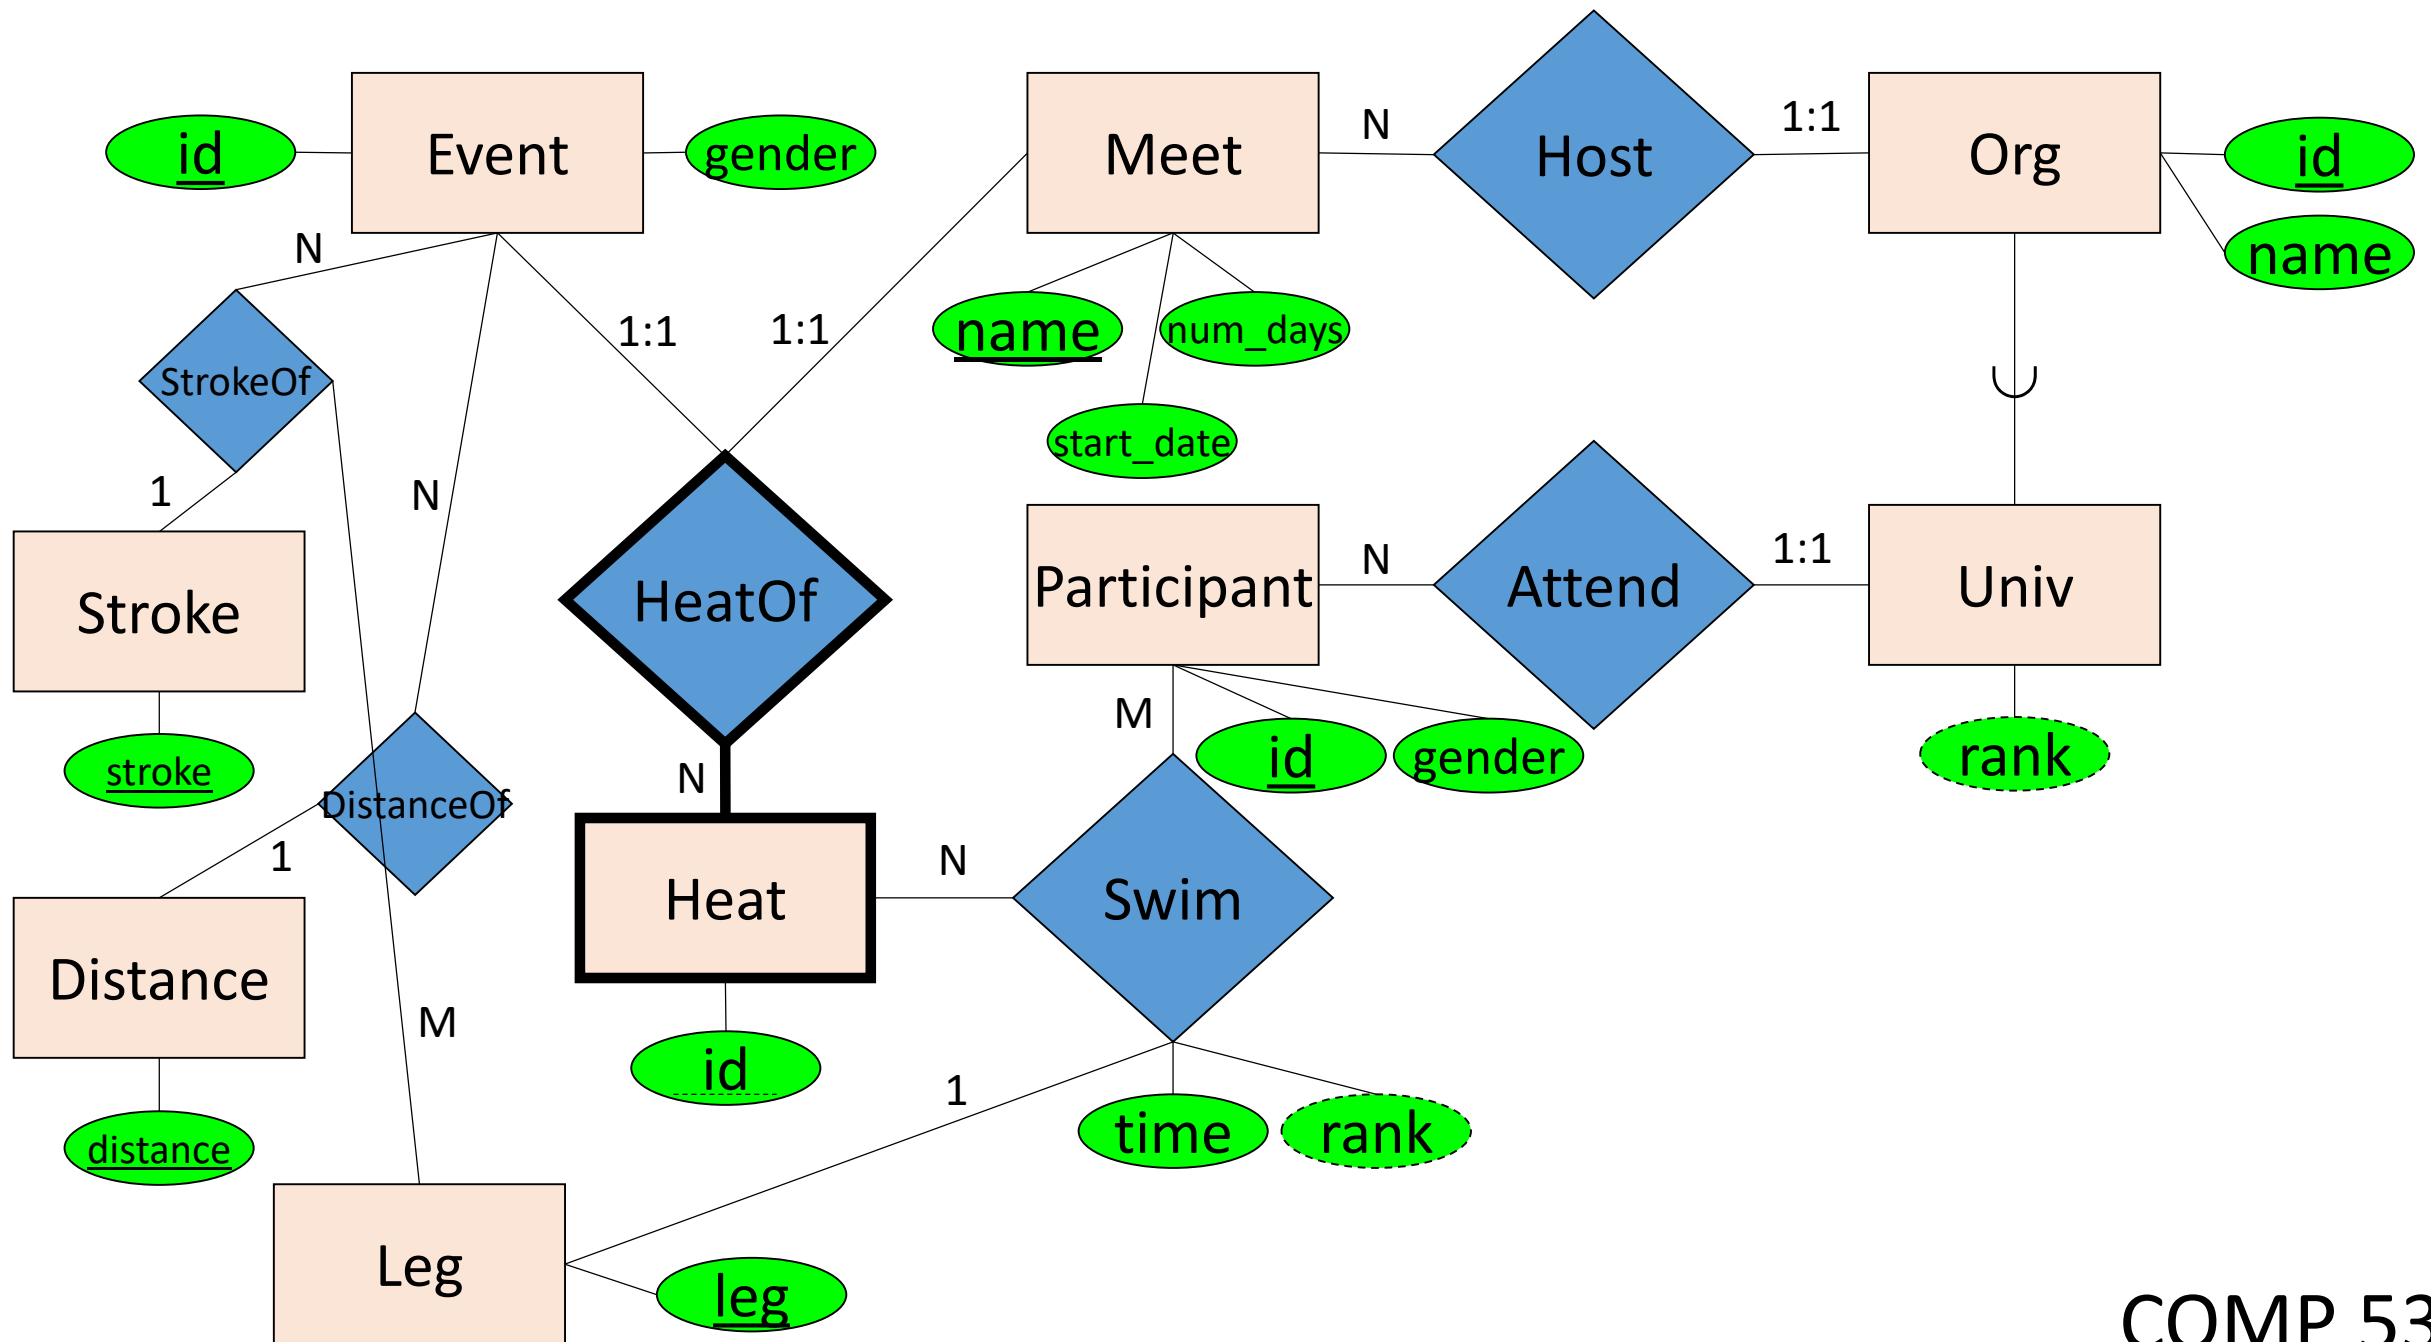 Event
id
gender
Meet
N
Host
1:1
Org
id
name
N
1:1
1:1
name
num_days
start_date
StrokeOf
1
N
Stroke
stroke
HeatOf
Participant
N
Attend
1:1
Univ
M
id
gender
rank
N
DistanceOf
1
Distance
distance
Heat
N
Swim
id
M
1
time
rank
Leg
leg
COMP 53